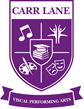 CARR LANE
VISUAL PERFORMING ARTS